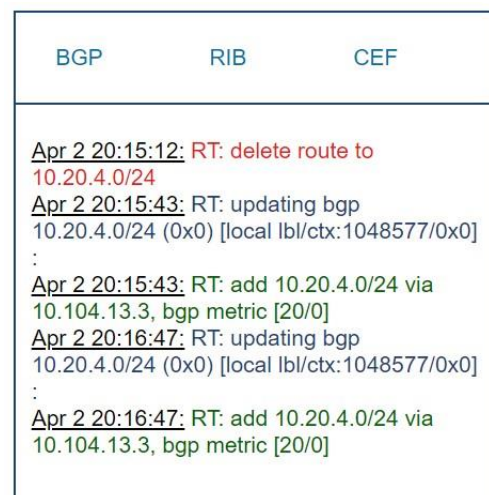 BGP RIB CEF
Apr 2 20:15:12: RT: delete route to
10.20.4.0/24
Apr 2 20:15:43: RT: updating bgp
10.20.4.0/24 (0x0) [local lbl/ctx:1048577/0x0]
:
Apr 2 20:15:43: RT: add 10.20.4.0/24 via
10.104.13.3, bgp metric [20/0]
Apr 2 20:16:47: RT: updating bgp
10.20.4.0/24 (0x0) [local lbl/ctx:1048577/0x0]
:
Apr 2 20:16:47: RT: add 10.20.4.0/24 via
10.104.13.3, bgp metric [20/0]